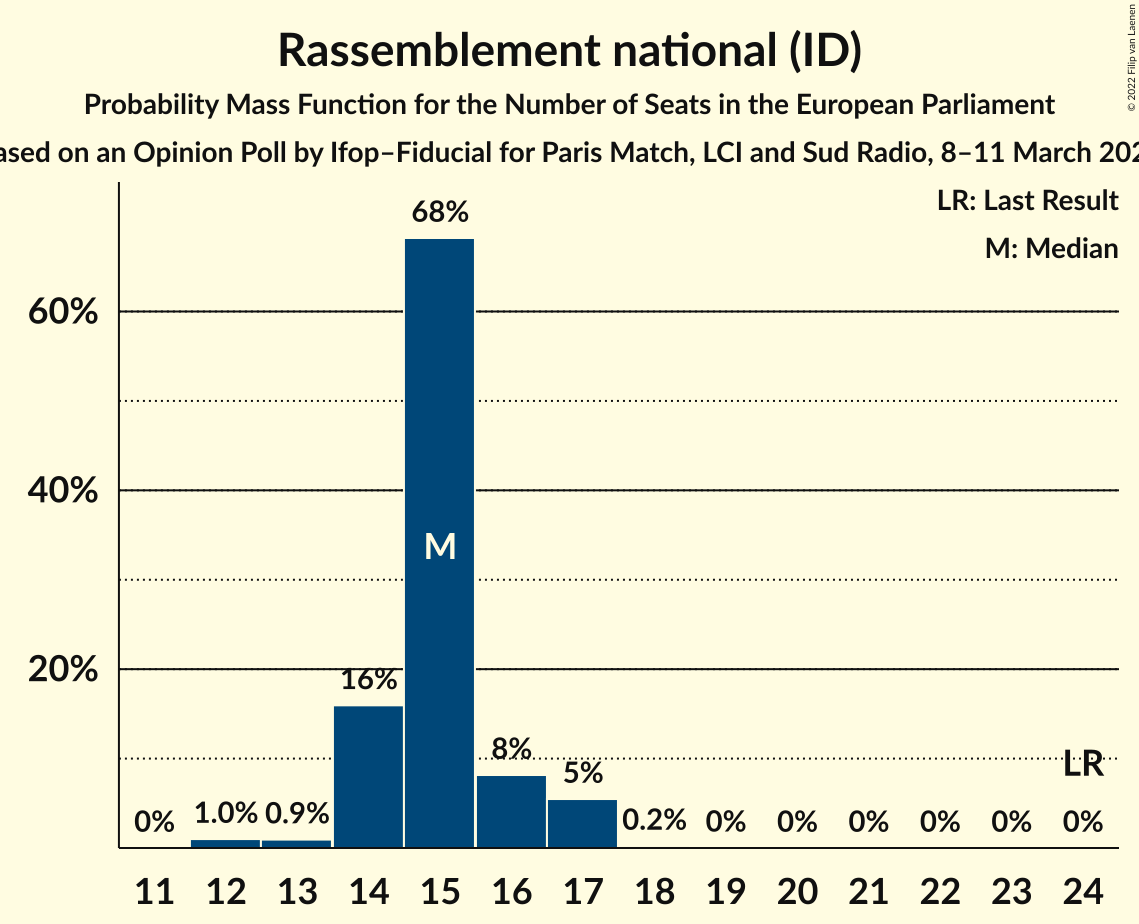 Rassemblement national (ID)
Probability Mass Function for the Number of Seats in the European Parliament
on an Opinion Poll by Ifop–Fiducial for Paris Match, LCI and Sud Radio, 8–11 March
© 2022 Filip van Laenen
LR: Last Result
M: Median
68%
60%
40%
M
20%
16%
8%
5%
LR
0% 1.0% 0.9% 0.2% 0% 0% 0% 0% 0% 0%
11 12 13 14 15 16 17 18 19 20 21 22 23 24